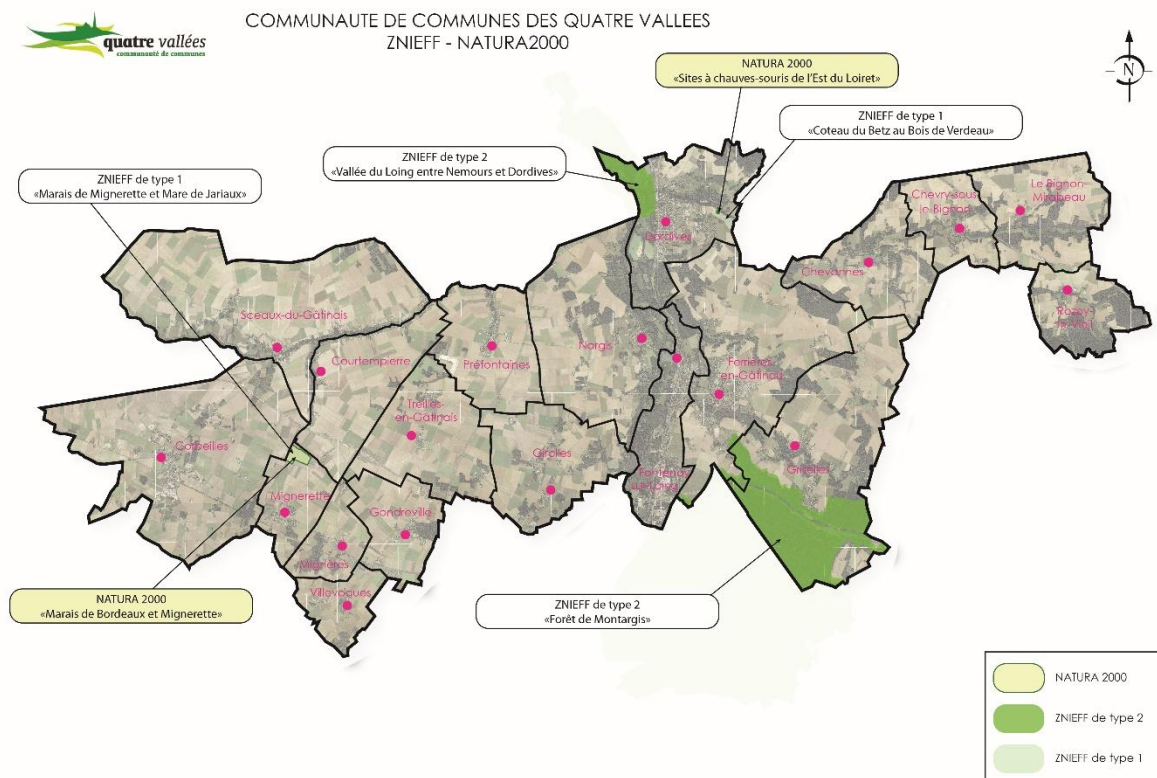 COMMUNAUTE DE COMMUNES DES QUATRE VALLEES
ZNIEFF - NATURA2000
quatre vallées
communauté de communes
N
NATURA 2000
«Sites à chauves-souris de l'Est du Loiret»
ZNIEFF de type 1
«Coteau du Betz au Bois de Verdeau»
ZNIEFF de type 2
«Vallée du Loing entre Nemours et Dordives»
ZNIEFF de type 1
«Marais de Mignerette et Mare de Jariaux»
Le Bignon-
Mirabeau
Chevry-sous-
le-Bignon
Dordives
Chevannes
Rozoy-
le-Vieil
Sceaux-du-Gâtinais
Nargis
Courtempierre
Préfontaines
Ferrières-
en-Gâtinais
Treilles-
en-Gâtinais
Corbeilles
Girolles
Griselles
Fontenay-
sur-Loing
Mignerette
Gondreville
Mignères
Villevoques
NATURA 2000
«Marais de Bordeaux et Mignerette»
ZNIEFF de type 2
«Forêt de Montargis»
NATURA 2000
ZNIEFF de type 2
ZNIEFF de type 1